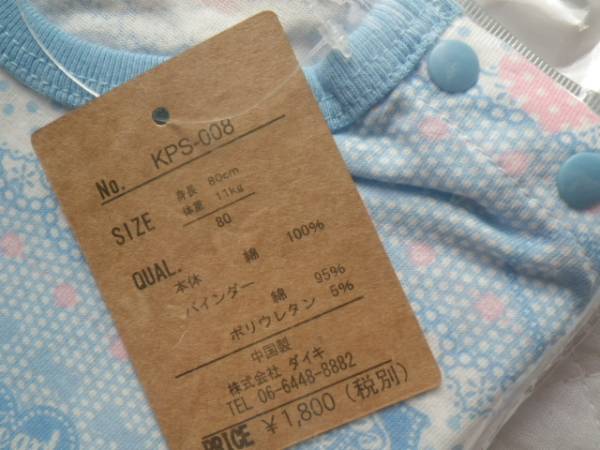 No. KPS-008
身長 80cm
体重 11kg
SIZE 80
QUAL.
本体 綿 100%
バインダー 綿 95%
ポリウレタン 5%
中国製
株式会社 ダイキ
TEL 06-6448-8882
PRICE ¥1,800(税別)